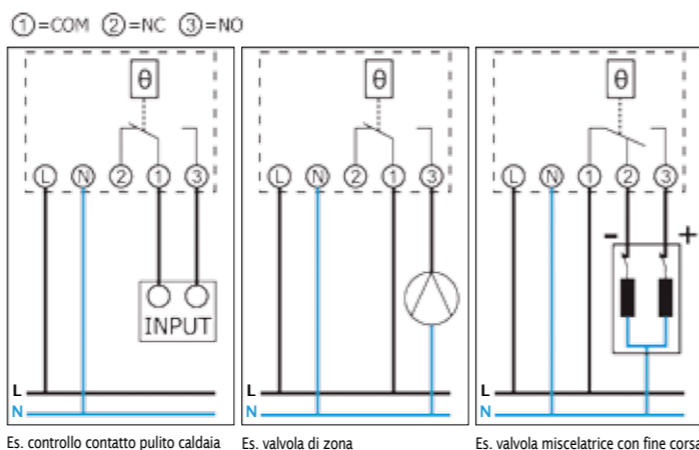 ①=COM ②=NC ③=NO
θ θ θ
L N 2 1 3 L N 2 1 3 L N 1 2 3
- +
INPUT
L L L
N N N
Es. controllo contatto pulito caldaia Es. valvola di zona Es. valvola miscelatrice con fine corsa